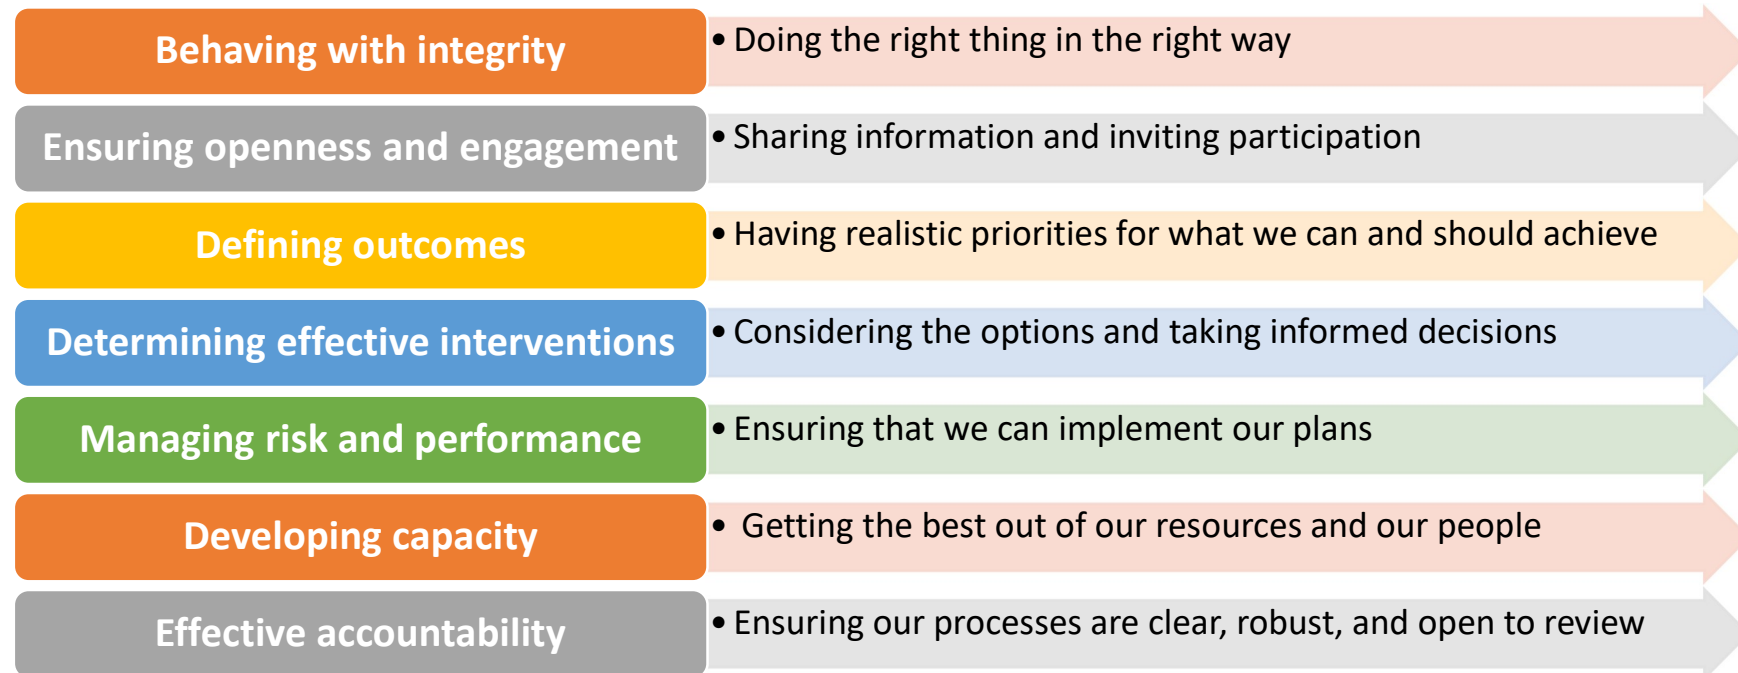 Behaving with integrity
• Doing the right thing in the right way
Ensuring openness and engagement
• Sharing information and inviting participation
Defining outcomes
• Having realistic priorities for what we can and should achieve
Determining effective interventions
• Considering the options and taking informed decisions
Managing risk and performance
• Ensuring that we can implement our plans
Developing capacity
• Getting the best out of our resources and our people
Effective accountability
• Ensuring our processes are clear, robust, and open to review